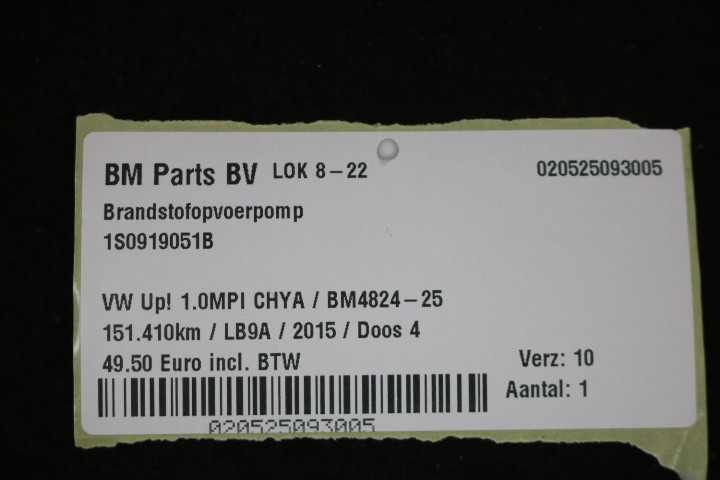 BM Parts BV LOK 8-22 020525093005
Brandstofopvoerpomp
1S0919051B
VW Up! 1.0MPI CHYA / BM4824-25
151.410km / LB9A / 2015 / Doos 4
49.50 Euro incl. BTW Verz: 10
Aantal: 1
020525093005